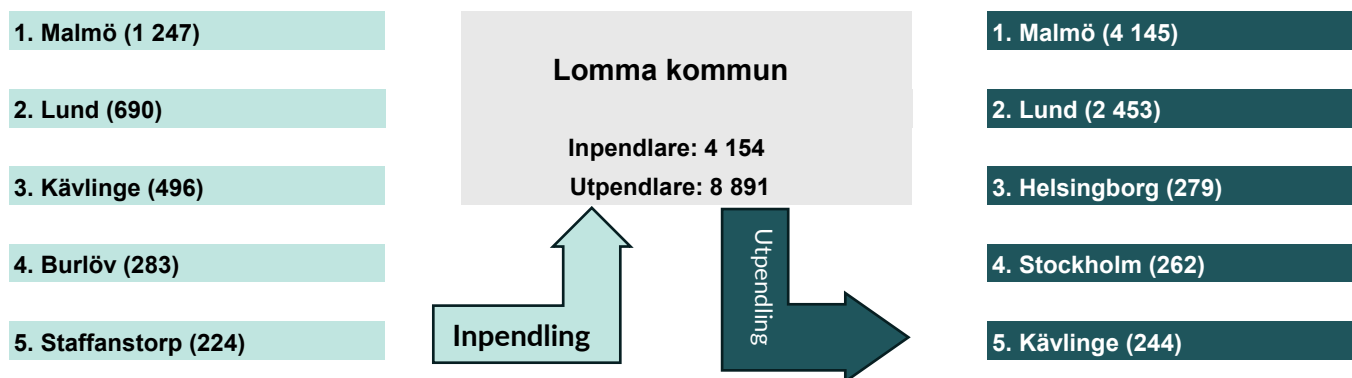 1. Malmö (1 247)
2. Lund (690)
3. Kävlinge (496)
4. Burlöv (283)
5. Staffanstorp (224)
Lomma kommun
Inpendlare: 4 154
Utpendlare: 8 891
Inpendling
Utpendling
1. Malmö (4 145)
2. Lund (2 453)
3. Helsingborg (279)
4. Stockholm (262)
5. Kävlinge (244)